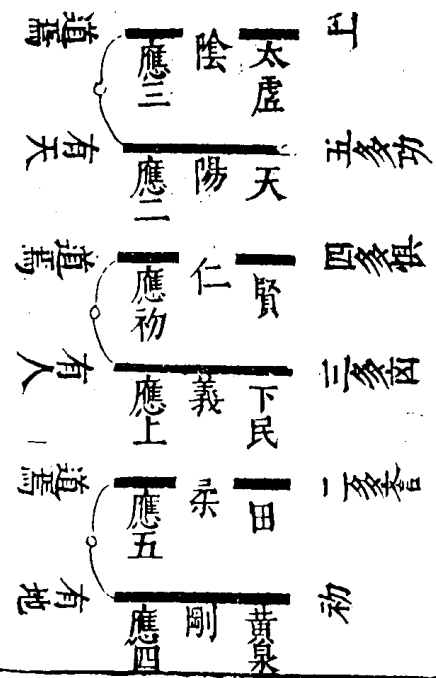 上
太虛
陰
應三
道焉
五多功
天
陽
應二
有天
四多惧
賢
仁
應初
道焉
三多凶
下民
義
應上
有人
二多誉
田
柔
應五
道焉
初
黃泉
剛
應四
有地